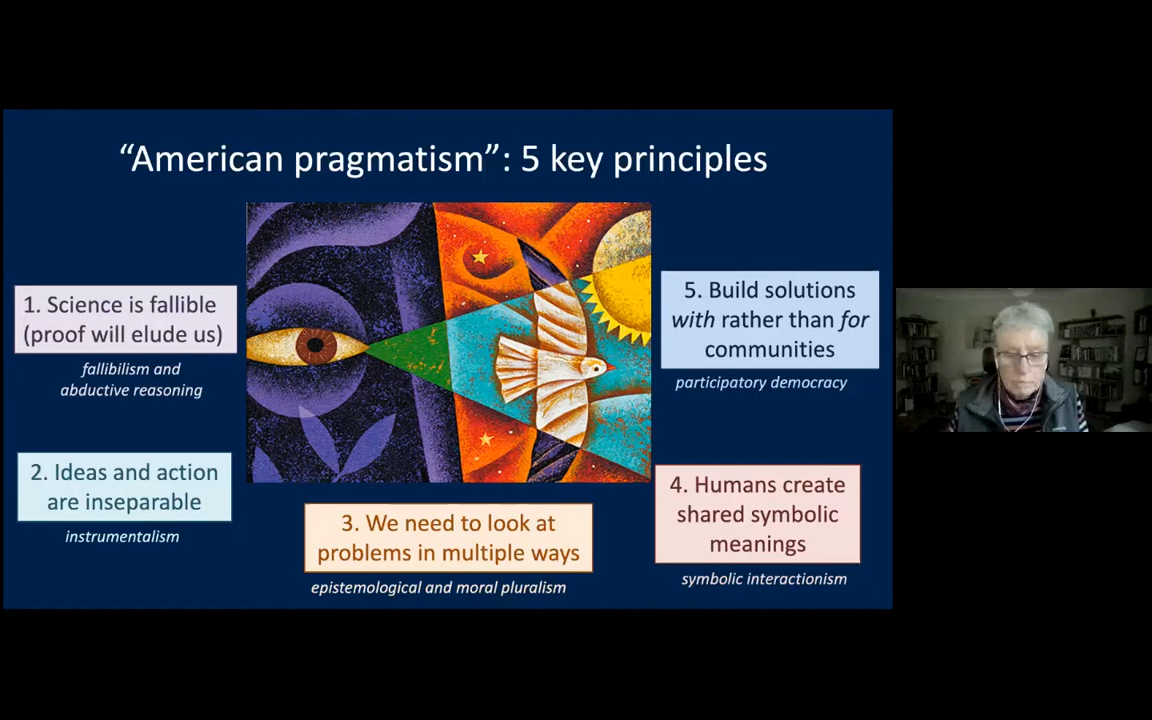 “American pragmatism”: 5 key principles
1. Science is fallible
(proof will elude us)
fallibilism and
abductive reasoning
2. Ideas and action
are inseparable
instrumentalism
3. We need to look at
problems in multiple ways
epistemological and moral pluralism
4. Humans create
shared symbolic
meanings
symbolic interactionism
5. Build solutions
with rather than for
communities
participatory democracy